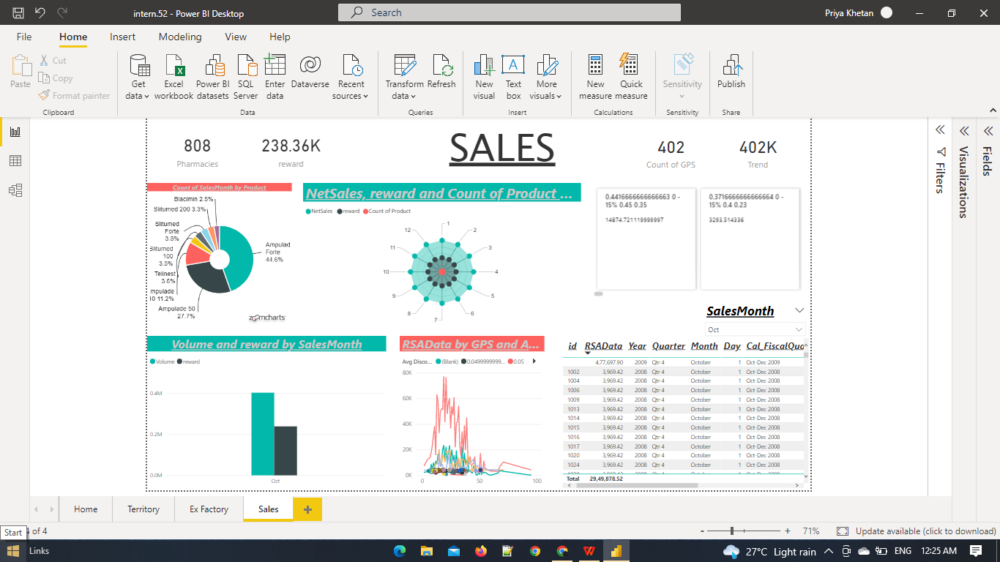 intern.52 - Power BI Desktop
Search
Priya Khetan
File Home Insert Modeling View Help
Paste
Cut
Copy
Format painter
Clipboard
Get data
Excel workbook
Power BI datasets
SQL Server
Enter data
Dataverse
Recent sources
Data
Transform data
Refresh
Queries
New visual
Text box
More visuals
Insert
New measure
Quick measure
Calculations
Sensitivity
Sensitivity
Publish
Share
808
Pharmacies
238.36K
reward
SALES
402
Count of GPS
402K
Trend
Filters
Visualizations
Fields
Count of SalesMonth by Product
Blacimin 2.5%
Slitumed 200 3.3%
Slitumed
Forte
3.5%
Slitumed
100
3.5%
Tellnest
3.6%
mpulade
10 11.2%
Ampulade 50
27.7%
Ampulad
Forte
44.6%
zoomcharts
NetSales, reward and Count of Product ...
NetSales reward Count of Product
1
2
3
4
5
6
7
8
9
10
11
12
0.4416666666666663 0 -
15% 0.45 0.35
14874.721119999997
0.3716666666666664 0 -
15% 0.4 0.23
3293.514336
SalesMonth
Oct
Volume and reward by SalesMonth
Volume reward
0.4M
0.2M
0.0M
Oct
RSAData by GPS and A...
Avg Disco... (Blank) 0.0499999999... 0.05
80K
60K
40K
20K
0K
0 50 100
id RSAData Year Quarter Month Day Cal_FiscalQua
4,77,697.90 2009 Qtr 4 October 1 Oct-Dec 2009
1002 3,969.42 2008 Qtr 4 October 1 Oct-Dec 2008
1004 3,969.42 2008 Qtr 4 October 1 Oct-Dec 2008
1006 3,969.42 2008 Qtr 4 October 1 Oct-Dec 2008
1009 3,969.42 2008 Qtr 4 October 1 Oct-Dec 2008
1013 3,969.42 2008 Qtr 4 October 1 Oct-Dec 2008
1014 3,969.42 2008 Qtr 4 October 1 Oct-Dec 2008
1015 3,969.42 2008 Qtr 4 October 1 Oct-Dec 2008
1016 3,969.42 2008 Qtr 4 October 1 Oct-Dec 2008
1017 3,969.42 2008 Qtr 4 October 1 Oct-Dec 2008
1020 3,969.42 2008 Qtr 4 October 1 Oct-Dec 2008
1024 3,969.42 2008 Qtr 4 October 1 Oct-Dec 2008
Total 29,49,878.52
Home Territory Ex Factory Sales
Start
4 of 4
- + 71%
Update available (click to download)
Links
27°C Light rain
ENG
12:25 AM